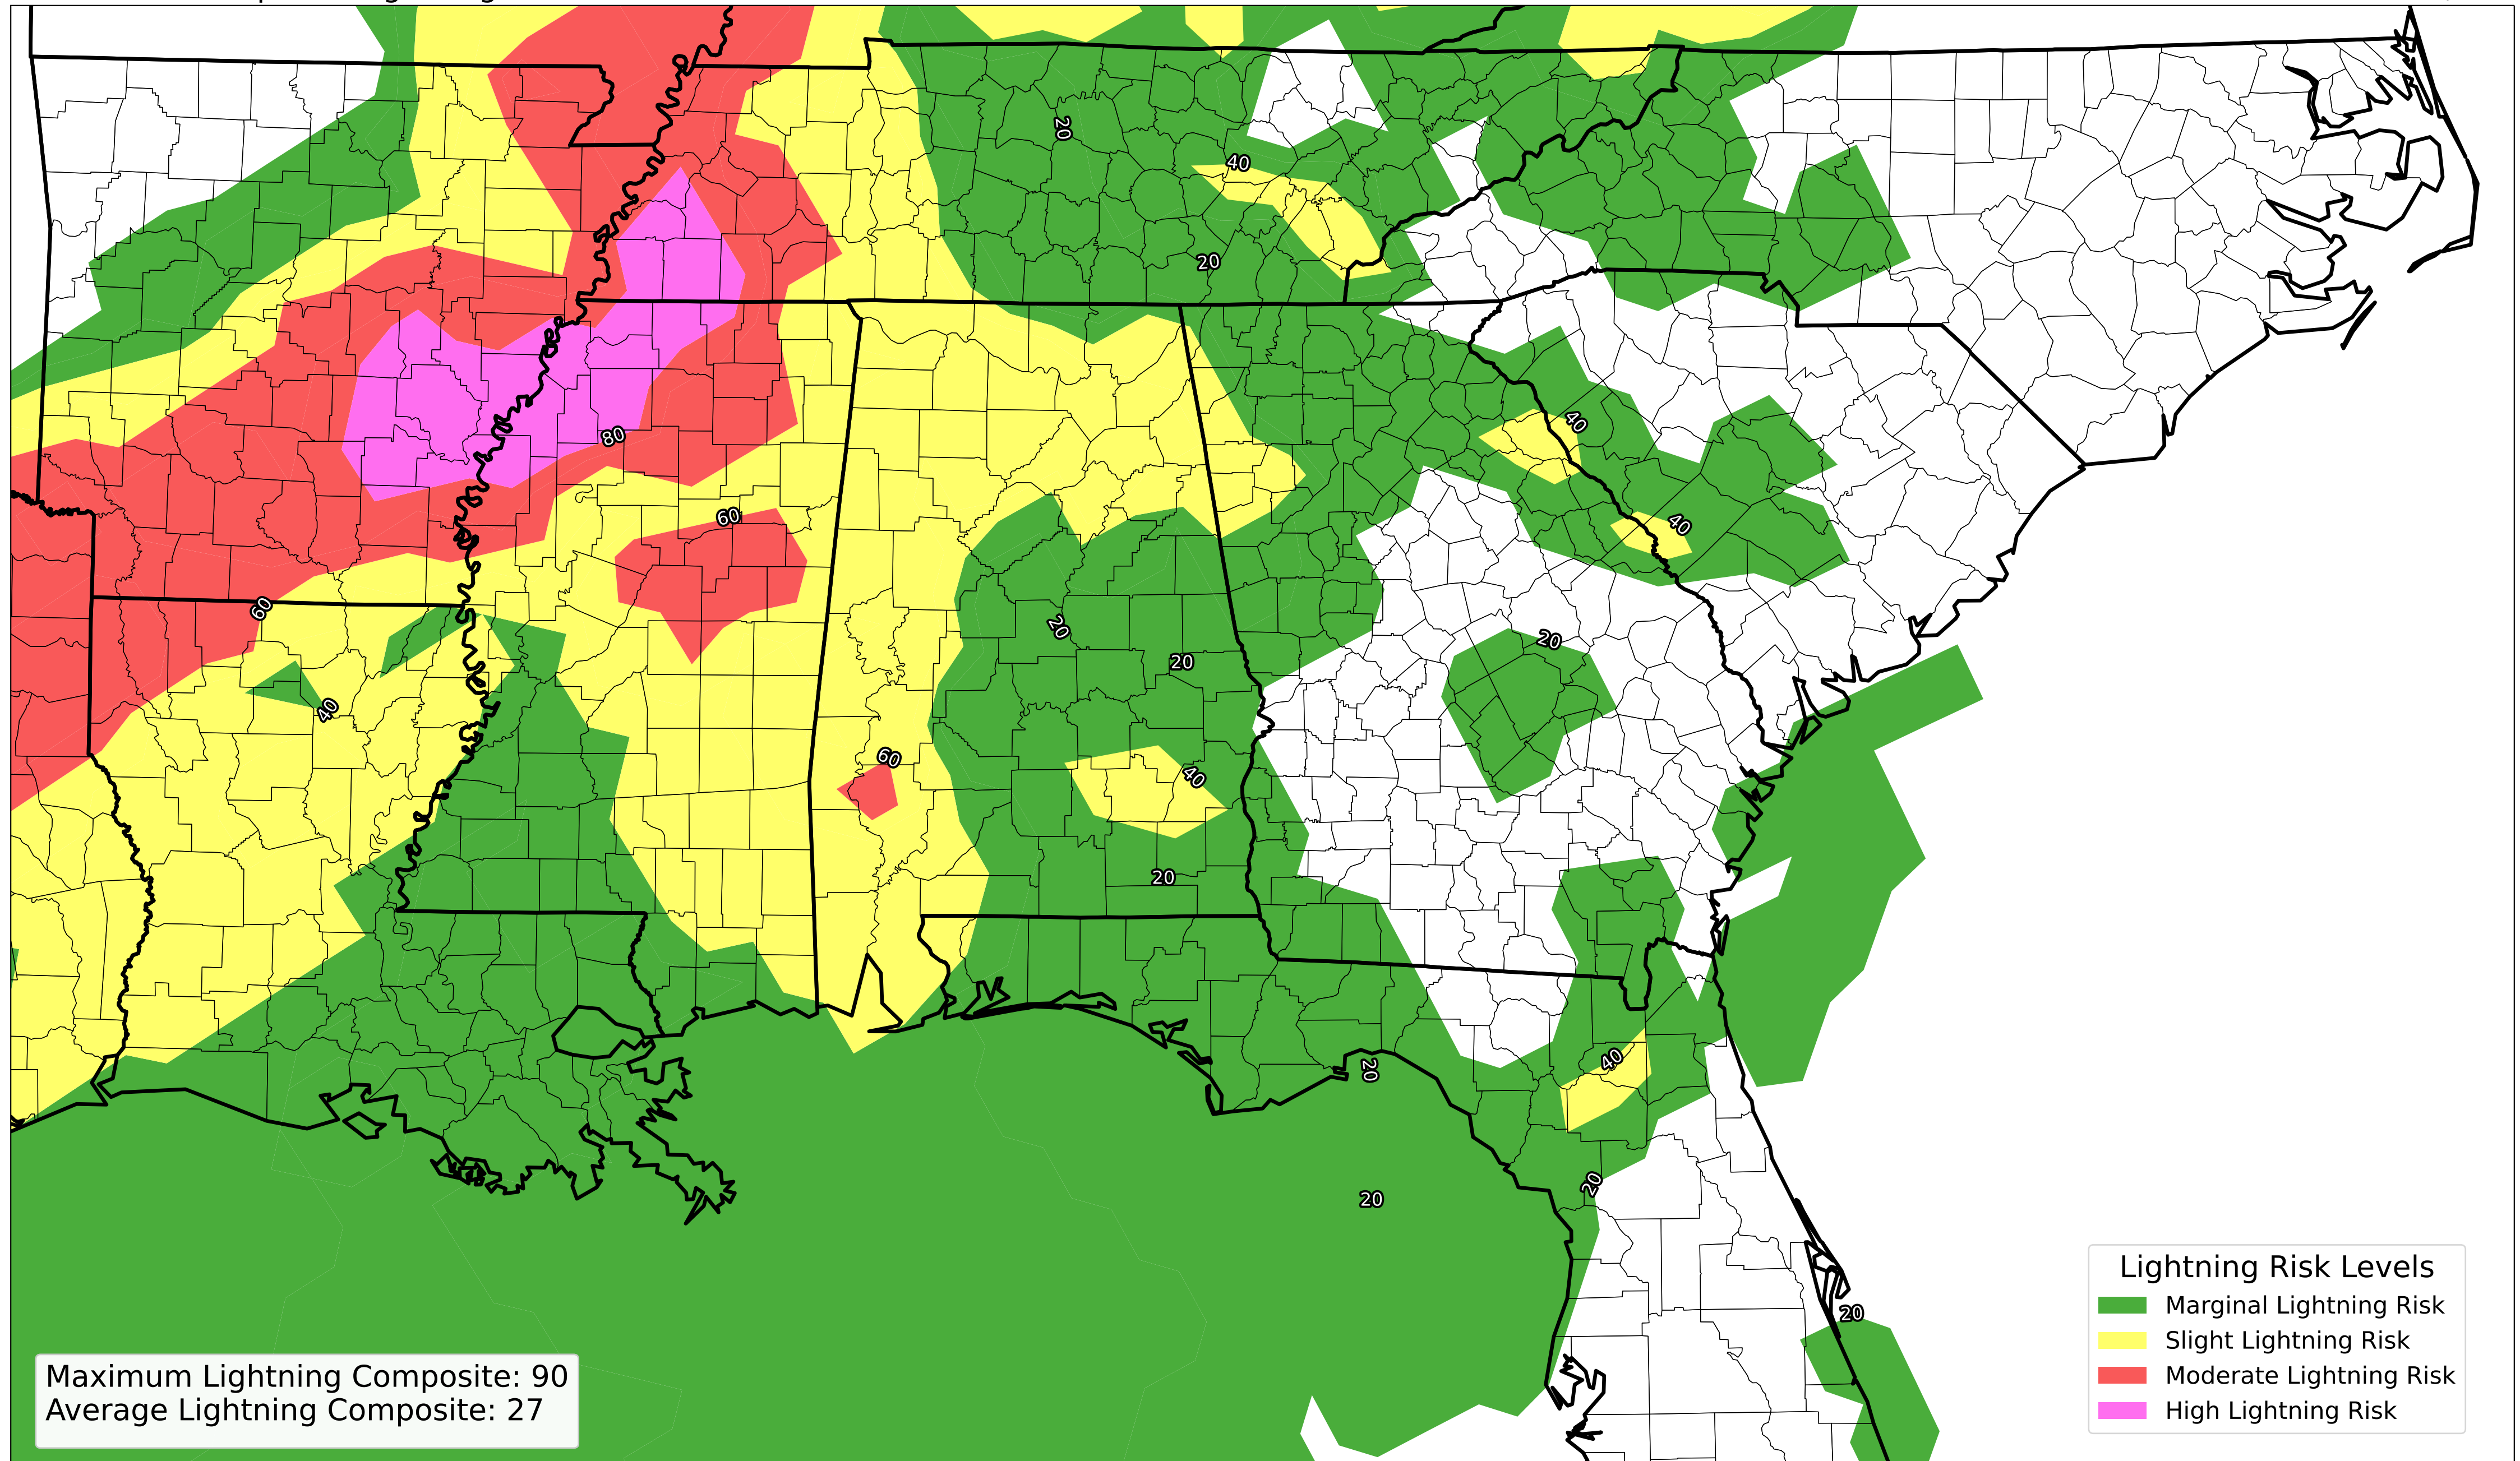 20
40
20
40
80
60
40
60
20
20
20
40
60
40
20
40
20
20
20
20
Lightning Risk Levels
Marginal Lightning Risk
Slight Lightning Risk
Moderate Lightning Risk
High Lightning Risk
Maximum Lightning Composite: 90
Average Lightning Composite: 27